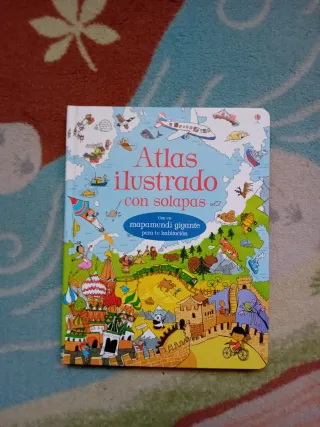 Atlas
ilustrado
con solapas
Con un
mapamundi gigante
para tu habitación